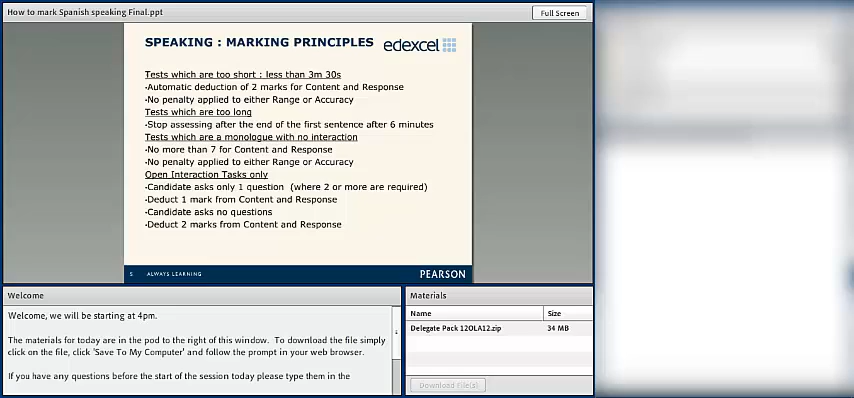 How to mark Spanish speaking Final.ppt
Full Screen
SPEAKING : MARKING PRINCIPLES
edexcel
Tests which are too short : less than 3m 30s
-Automatic deduction of 2 marks for Content and Response
-No penalty applied to either Range or Accuracy
Tests which are too long
-Stop assessing after the end of the first sentence after 6 minutes
Tests which are a monologue with no interaction
-No more than 7 for Content and Response
-No penalty applied to either Range or Accuracy
Open Interaction Tasks only
-Candidate asks only 1 question (where 2 or more are required)
-Deduct 1 mark from Content and Response
-Candidate asks no questions
-Deduct 2 marks from Content and Response
5 ALWAYS LEARNING
PEARSON
Welcome
Welcome, we will be starting at 4pm.
The materials for today are in the pod to the right of this window. To download the file simply
click on the file, click 'Save To My Computer' and follow the prompt in your web browser.
If you have any questions before the start of the session today please type them in the
Materials
Name Size
Delegate Pack 12OLA12.zip 34 MB
Download File(s)